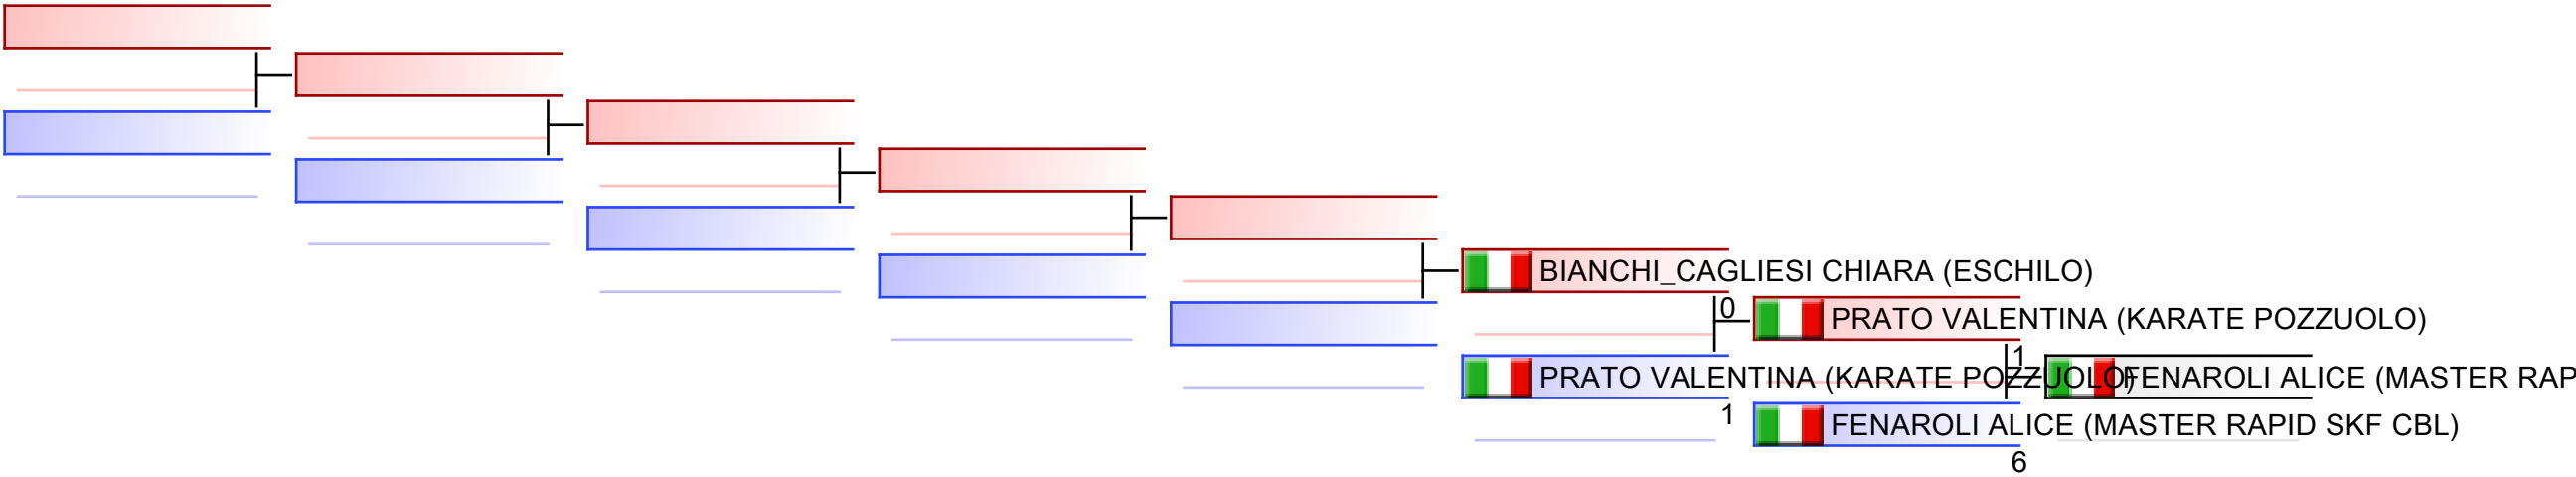 BIANCHI_CAGLIESI CHIARA (ESCHILO)
0
PRATO VALENTINA (KARATE POZZUOLO)
1
PRATO VALENTINA (KARATE POZZUOLO)
FENAROLI ALICE (MASTER RAP
1
FENAROLI ALICE (MASTER RAPID SKF CBL)
6